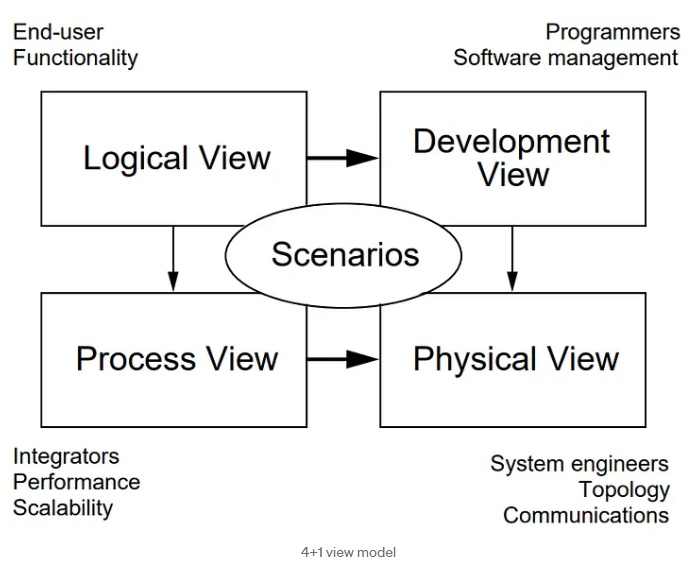 End-user
Functionality
Programmers
Software management
Logical View
Development
View
Scenarios
Process View
Physical View
Integrators
Performance
Scalability
System engineers
Topology
Communications
4+1 view model